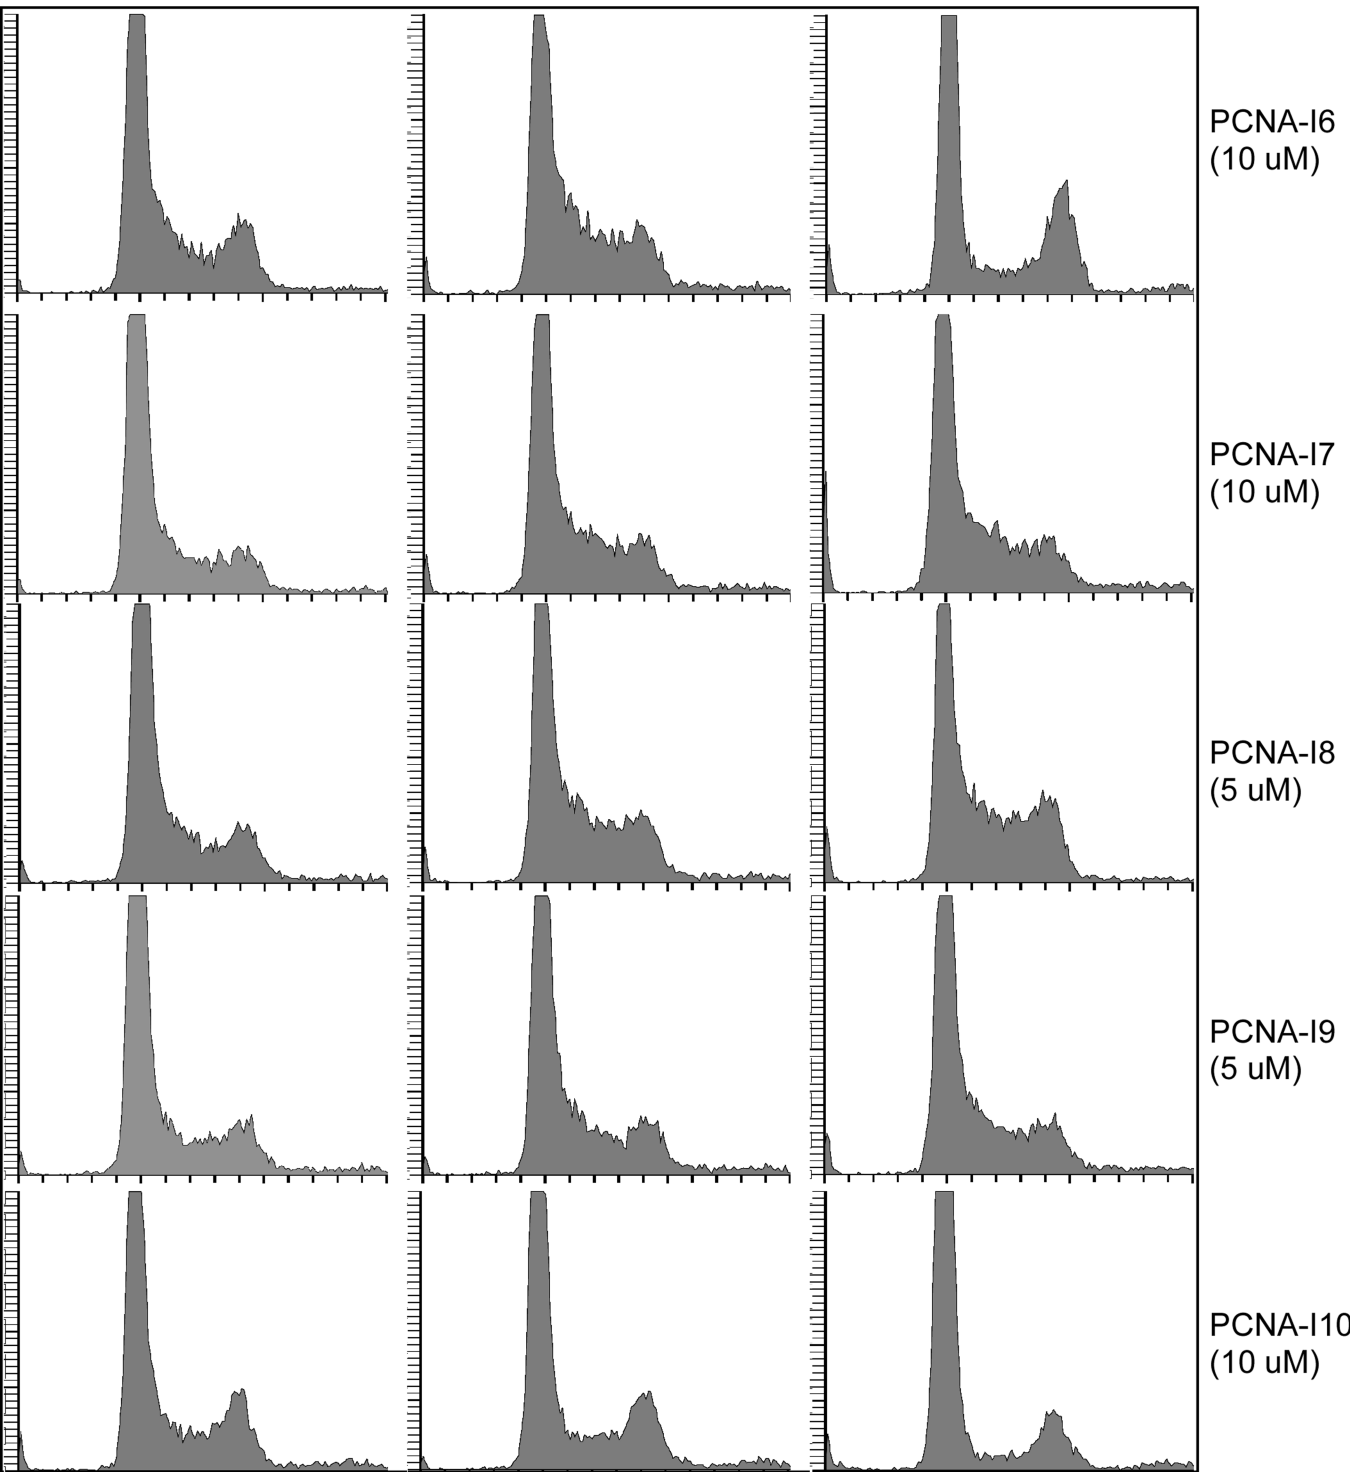 PCNA-I6
(10 uM)
PCNA-I7
(10 uM)
PCNA-I8
(5 uM)
PCNA-I9
(5 uM)
PCNA-I10
(10 uM)